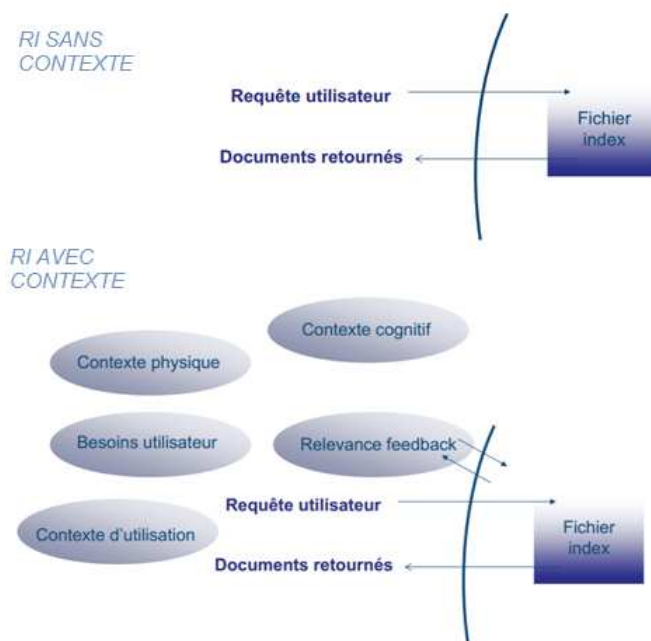 RI SANS
CONTEXTE
Requête utilisateur
Fichier
index
Documents retournés
RI AVEC
CONTEXTE
Contexte cognitif
Contexte physique
Besoins utilisateur
Relevance feedback
Requête utilisateur
Contexte d'utilisation
Fichier
index
Documents retournés